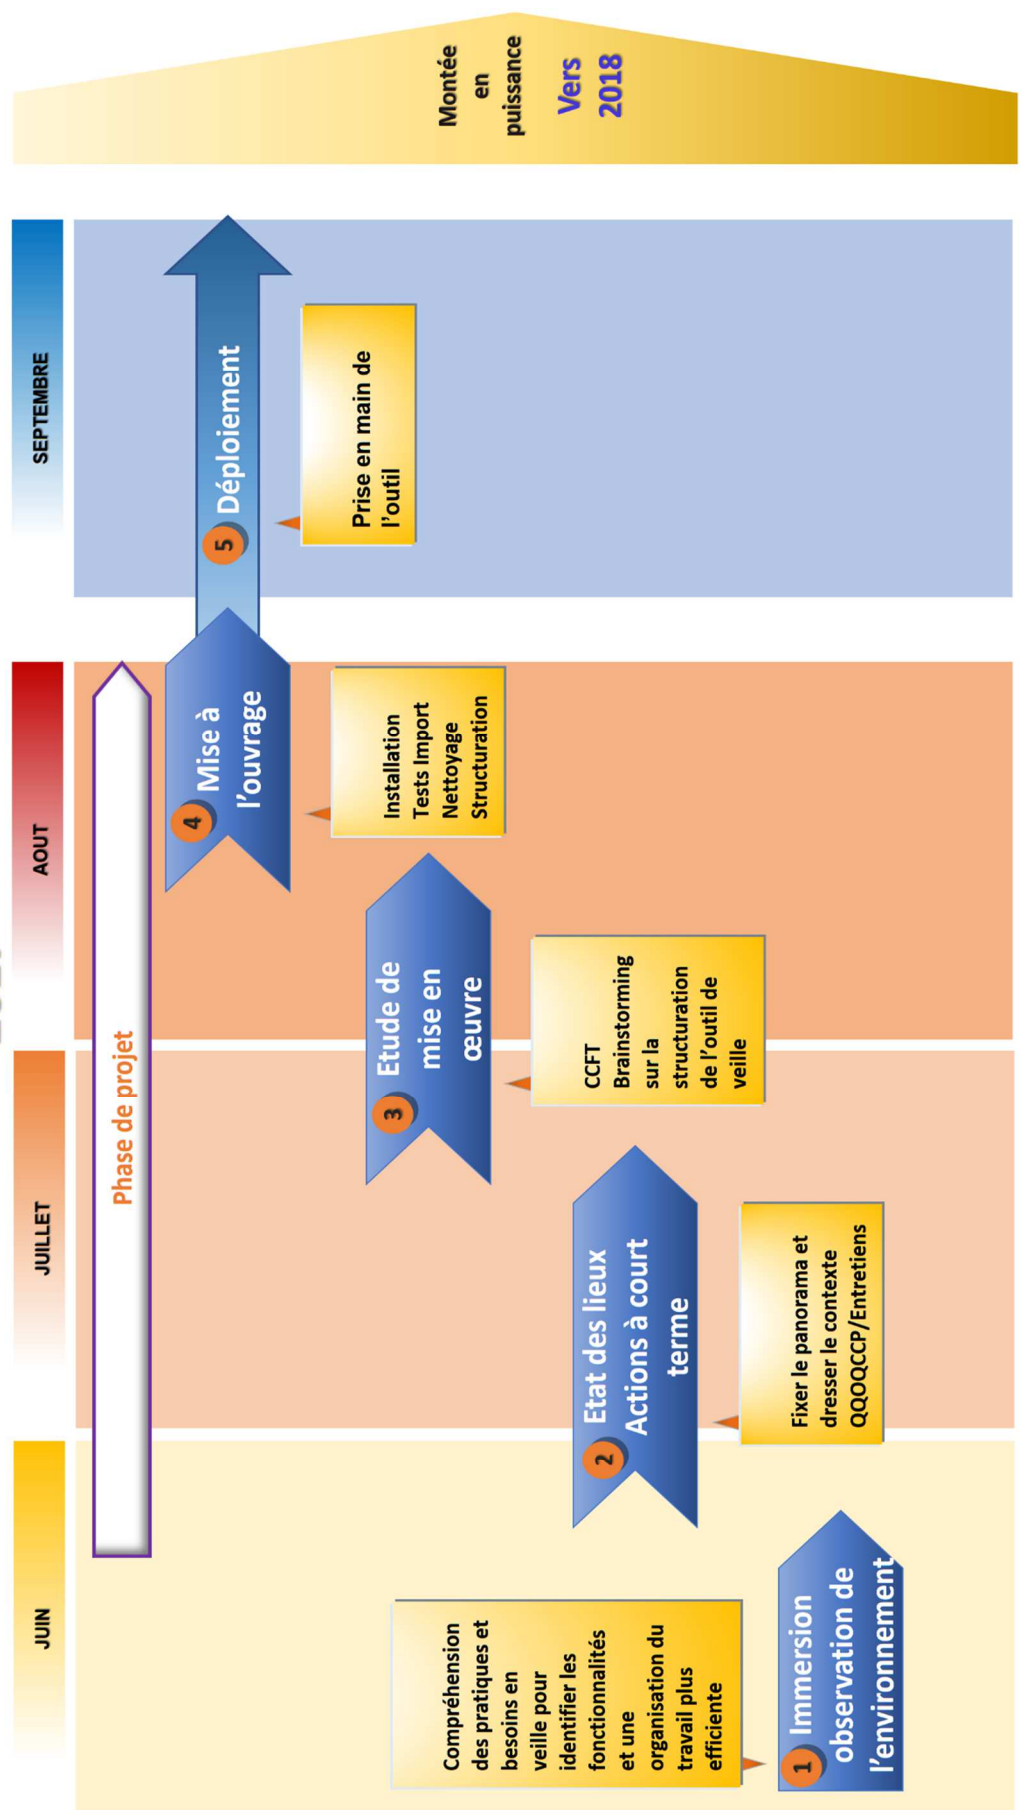 JUIN
JUILLET
AOUT
SEPTEMBRE
Phase de projet
1
Immersion
observation de
l'environnement
Compréhension
des pratiques et
besoins en
veille pour
identifier les
fonctionnalités
et une
organisation du
travail plus
efficiente
2
Etat des lieux
Actions à court
terme
Fixer le panorama et
dresser le contexte
QQOQCCP/Entretiens
3
Etude de
mise en
œuvre
CCFT
Brainstorming
sur la
structuration
de l'outil de
veille
4
Mise à
l'ouvrage
Installation
Tests Import
Nettoyage
Structuration
5
Déploiement
Prise en main de
l'outil
Montée
en
puissance
Vers
2018